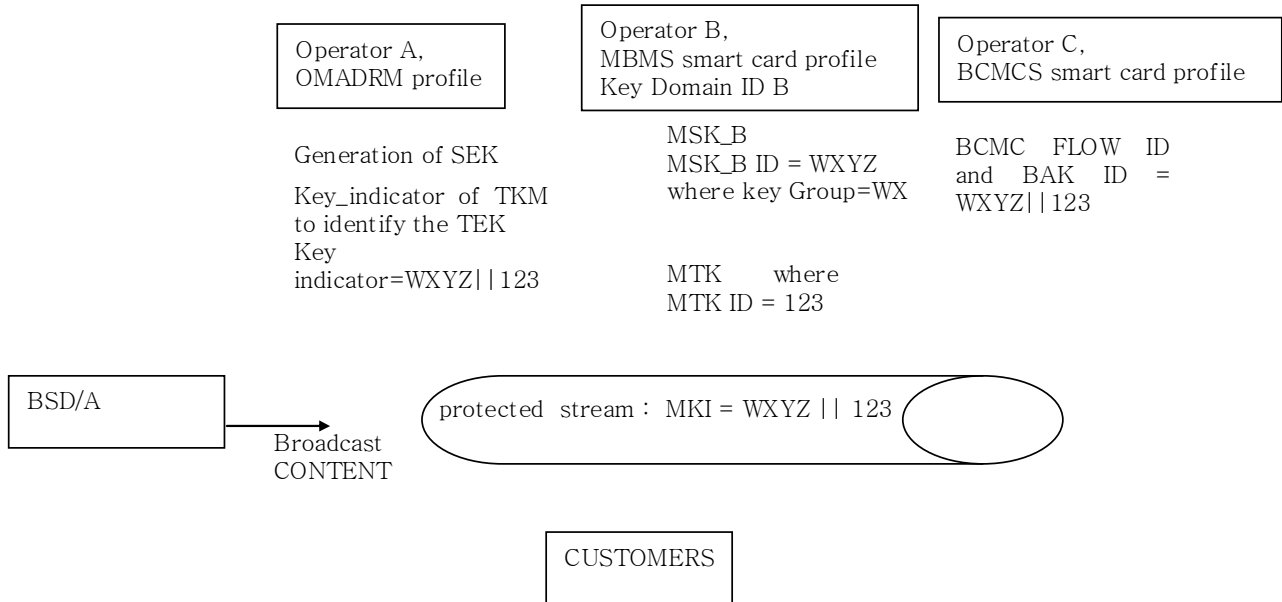 Operator A,
OMADRM profile
Operator B,
MBMS smart card profile
Key Domain ID B
Operator C,
BCMCS smart card profile
Generation of SEK
Key_indicator of TKM
to identify the TEK
Key
indicator=WXYZ||123
MSK_B
MSK_B ID = WXYZ
where key Group=WX
MTK where
MTK ID = 123
BCMC FLOW ID
and BAK ID =
WXYZ||123
BSD/A
Broadcast
CONTENT
protected stream : MKI = WXYZ || 123
CUSTOMERS